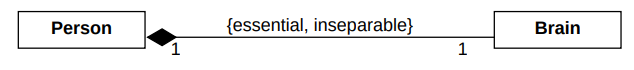 Person
{essential, inseparable}
Brain
1
1